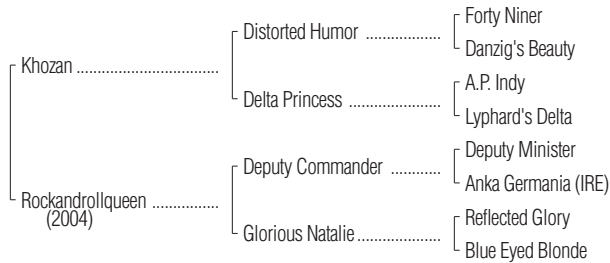 Forty Niner
Distorted Humor ..................
Danzig's Beauty
Khozan ................................
A.P. Indy
Delta Princess .....................
Lyphard's Delta
Deputy Minister
Deputy Commander ............
Anka Germania (IRE)
Rockandrollqueen ...............
(2004)
Reflected Glory
Glorious Natalie...................
Blue Eyed Blonde